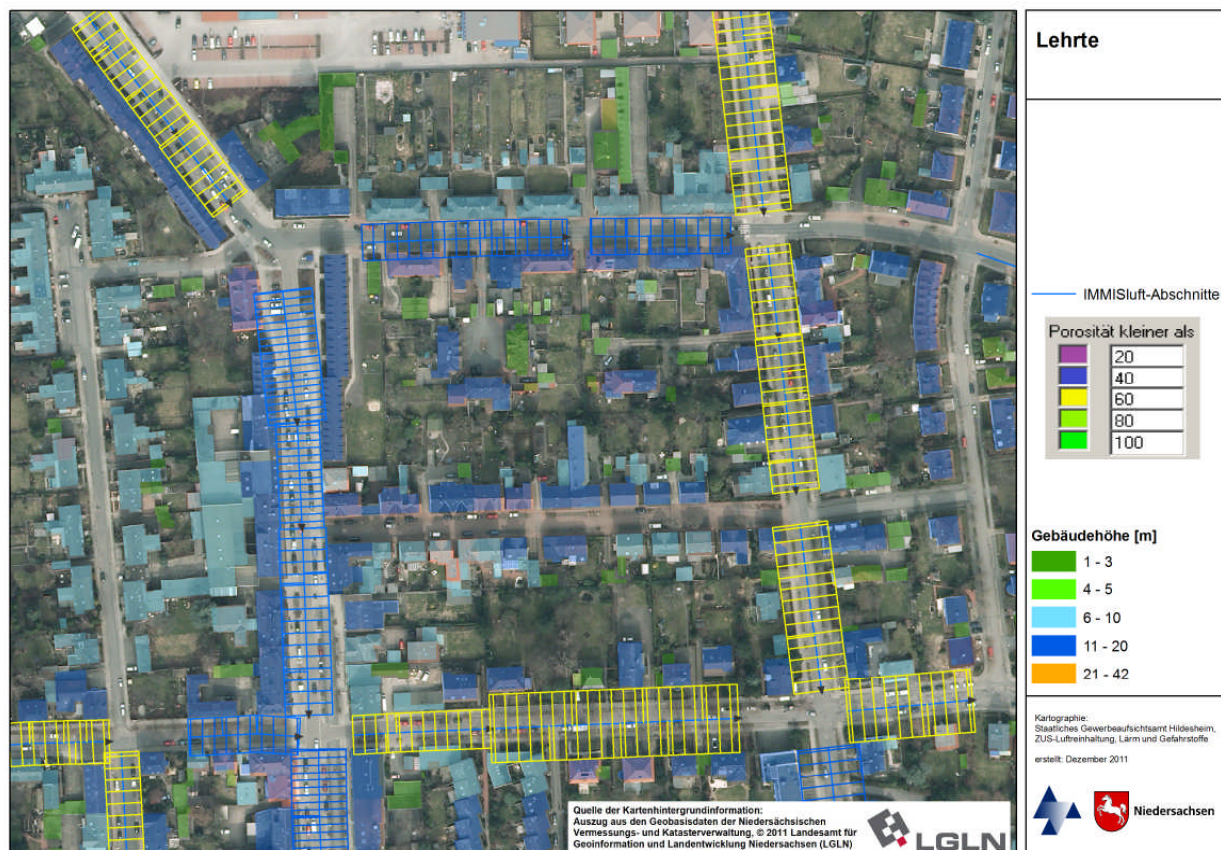 Lehrte
IMMISluft-Abschnitte
Porosität kleiner als
20
40
60
80
100
Gebäudehöhe [m]
1 - 3
4 - 5
6 - 10
11 - 20
21 - 42
Kartographie:
Staatliches Gewerbeaufsichtsamt Hildesheim,
ZUS-Luftreinhaltung, Lärm und Gefahrstoffe
erstellt: Dezember 2011
Niedersachsen
Quelle der Kartenhintergrundinformation:
Auszug aus den Geobasisdaten der Niedersächsischen
Vermessungs- und Katasterverwaltung, © 2011 Landesamt für
Geoinformation und Landentwicklung Niedersachsen (LGLN)
LGLN